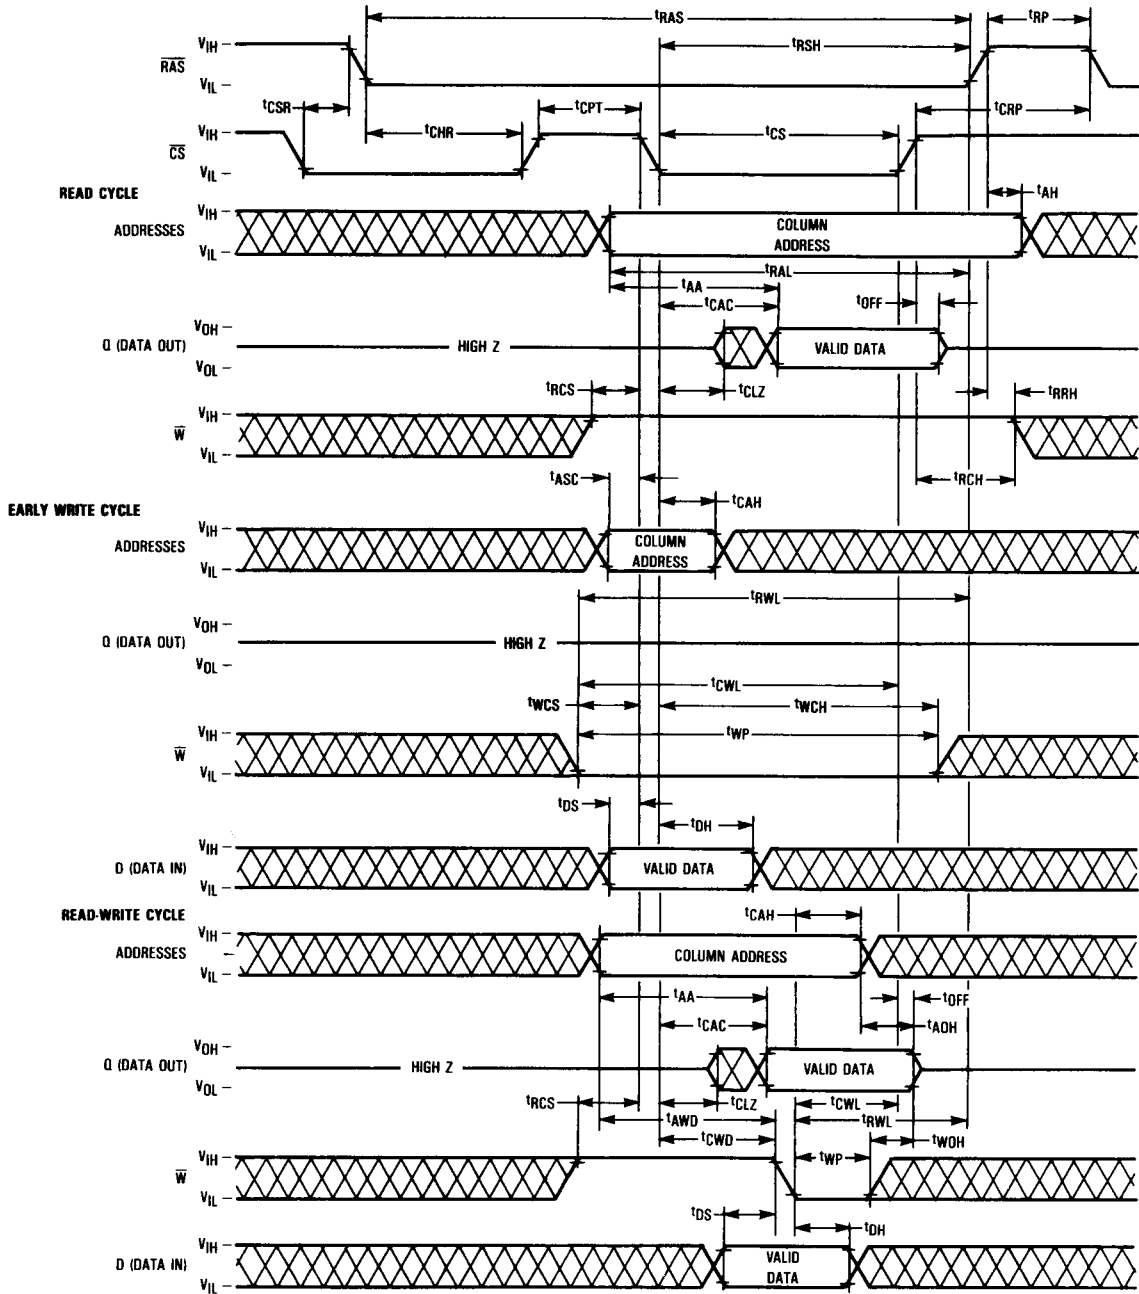 tRAS
tRP
VIH
tRSH
RAS
VIL
tCSR
tCPT
tCRP
VIH
tCHR
tCS
CS
VIL
READ CYCLE
tAH
VIH
ADDRESSES
COLUMN
ADDRESS
VIL
tRAL
tAA
tCAC
tOFF
VOH
Q (DATA OUT)
HIGH Z
VALID DATA
VOL
tRCS
tCLZ
tRRH
VIH
W
VIL
tASC
tRCH
tCAH
EARLY WRITE CYCLE
VIH
ADDRESSES
COLUMN
ADDRESS
VIL
tRWL
VOH
Q (DATA OUT)
HIGH Z
VOL
tCWL
tWCS
tWCH
VIH
tWP
W
VIL
tDS
tDH
VIH
D (DATA IN)
VALID DATA
VIL
READ-WRITE CYCLE
tCAH
VIH
ADDRESSES
COLUMN ADDRESS
VIL
tAA
tOFF
tCAC
tAOH
VOH
Q (DATA OUT)
HIGH Z
VALID DATA
VOL
tRCS
tCLZ
tCWL
tAWD
tRWL
tCWD
tWOH
VIH
tWP
W
VIL
tDS
tDH
VIH
D (DATA IN)
VALID
DATA
VIL